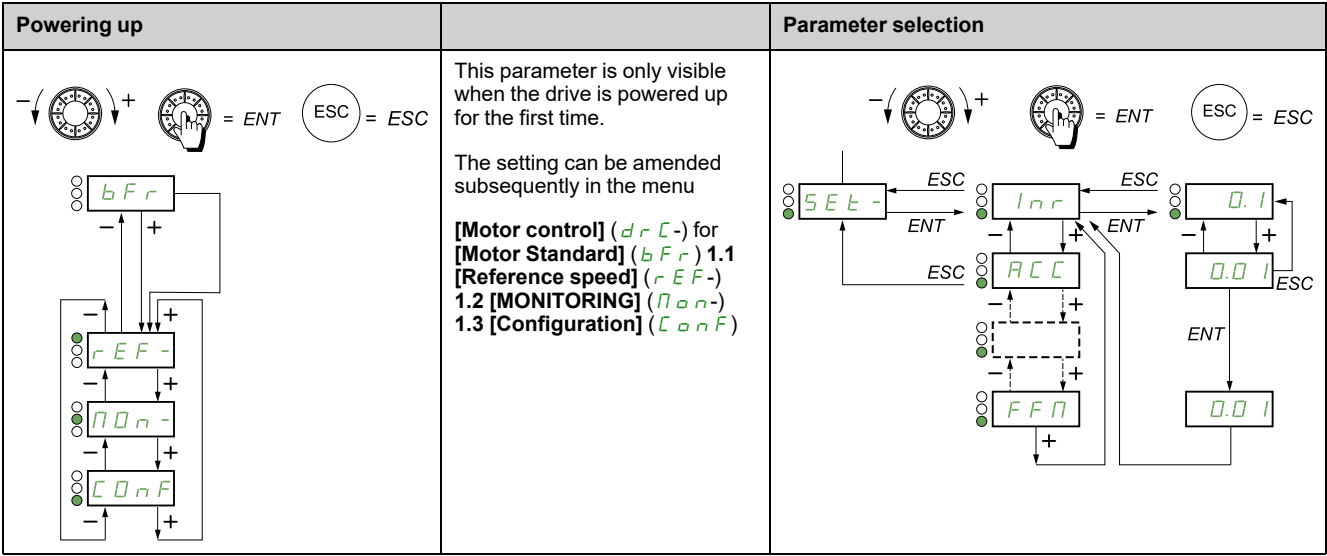 Powering up
Parameter selection
− + = ENT ESC = ESC
bFr
− +
− +
rEF-
− +
MOn-
− +
COnF
− +
This parameter is only visible
when the drive is powered up
for the first time.
The setting can be amended
subsequently in the menu
[Motor control] (drC-) for
[Motor Standard] (bFr) 1.1
[Reference speed] (rEF-)
1.2 [MONITORING] (Mon-)
1.3 [Configuration] (ConF)
− + = ENT ESC = ESC
SEt- ESC ENT Inr ESC ENT 0.1
− + − +
ESC ACC 0.01 ESC
− +
ENT
− +
FFM 0.01
+